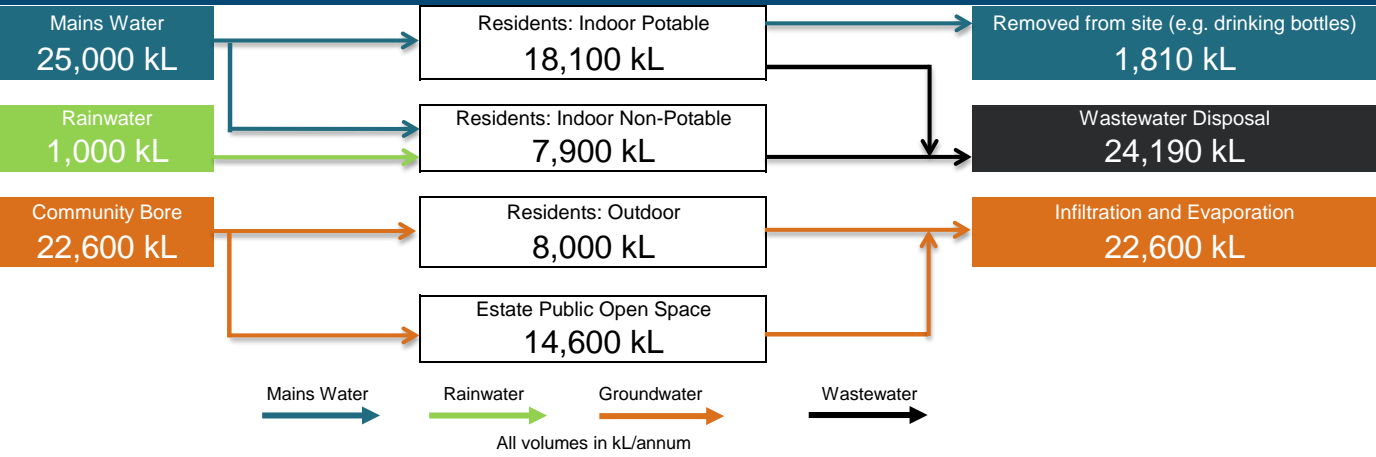 Mains Water
25,000 kL
Residents: Indoor Potable
18,100 kL
Removed from site (e.g. drinking bottles)
1,810 kL
Rainwater
1,000 kL
Residents: Indoor Non-Potable
7,900 kL
Wastewater Disposal
24,190 kL
Community Bore
22,600 kL
Residents: Outdoor
8,000 kL
Infiltration and Evaporation
22,600 kL
Estate Public Open Space
14,600 kL
Mains Water
Rainwater
Groundwater
Wastewater
All volumes in kL/annum